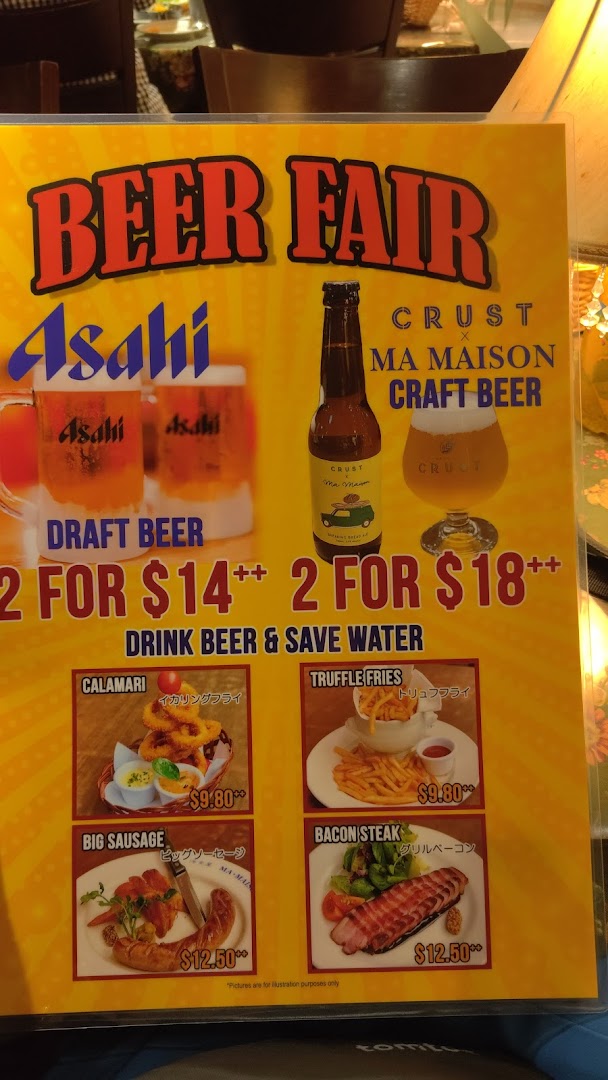 BEER FAIR
Asahi
CRUST
X
MA MAISON
CRAFT BEER
Asahi
Asahi
CRUST
X
Ma Maison
CRUST
DRAFT BEER
2 FOR $14++
2 FOR $18++
DRINK BEER & SAVE WATER
CALAMARI
イカリングフライ
$9.80++
TRUFFLE FRIES
トリュフフライ
$9.80++
BIG SAUSAGE
ビッグソーセージ
$12.50++
BACON STEAK
グリルベーコン
$12.50++
*Pictures are for illustration purposes only